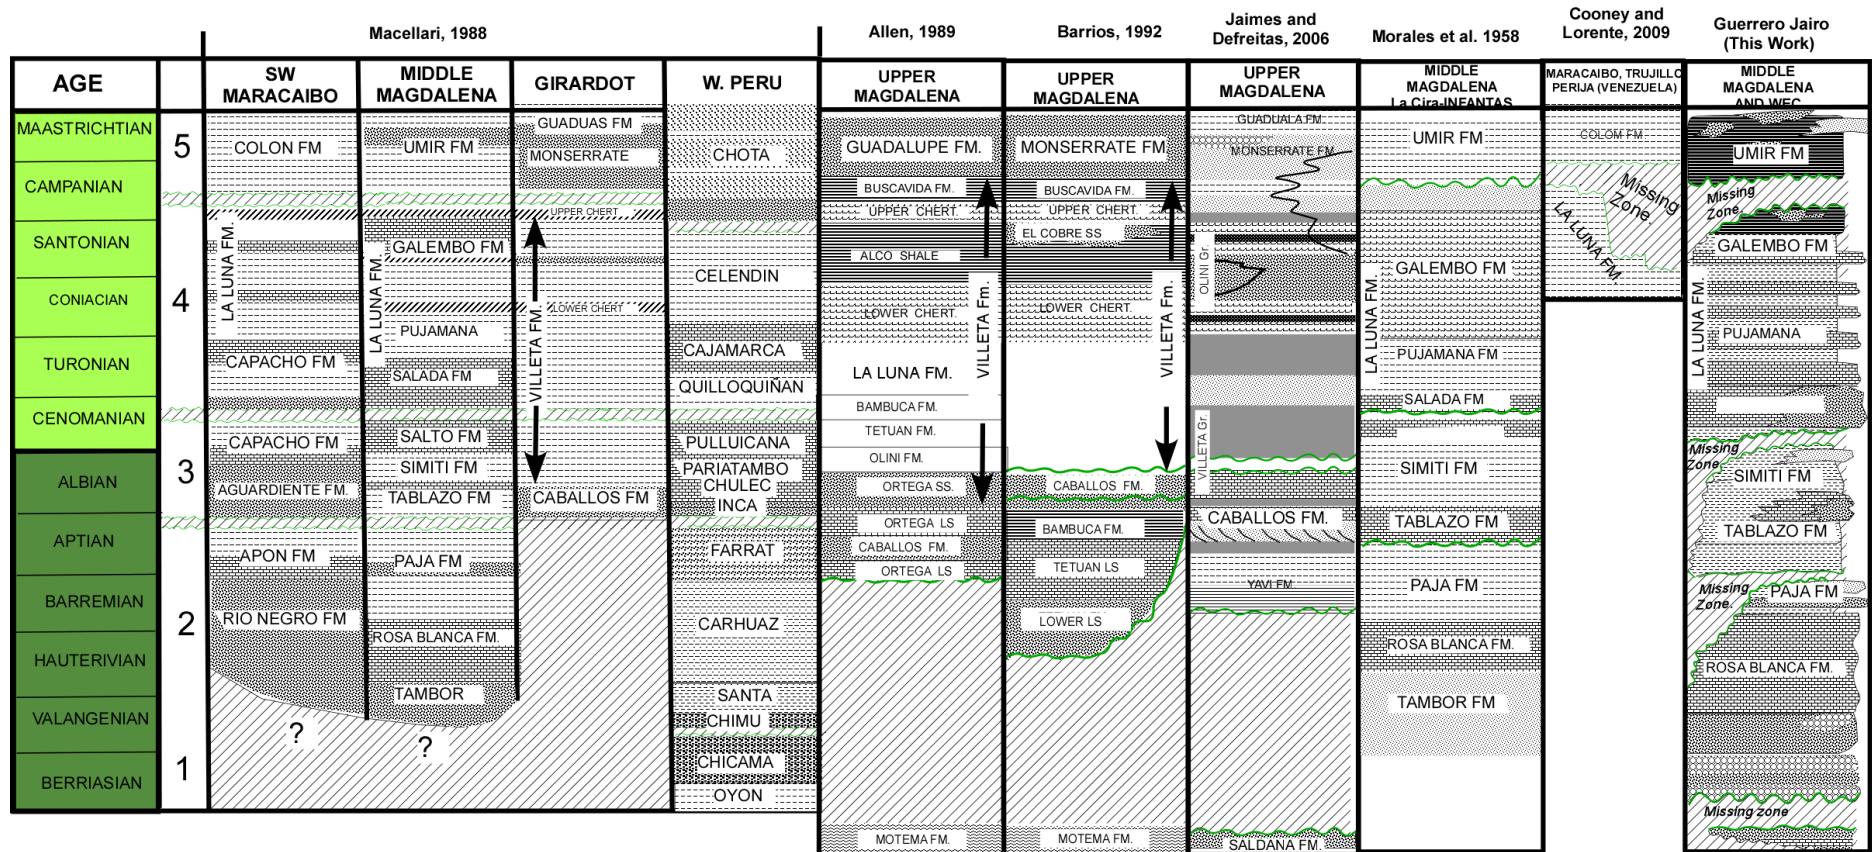 Macellari, 1988
Allen, 1989
Barrios, 1992
Jaimes and
Defreitas, 2006
Morales et al. 1958
Cooney and
Lorente, 2009
Guerrero Jairo
(This Work)
AGE
SW
MARACAIBO
MIDDLE
MAGDALENA
GIRARDOT
W. PERU
UPPER
MAGDALENA
UPPER
MAGDALENA
UPPER
MAGDALENA
MIDDLE
MAGDALENA
La Cira-INFANTAS
MARACAIBO, TRUJILLO
PERIJA (VENEZUELA)
MIDDLE
MAGDALENA
AND WEC
MAASTRICHTIAN
CAMPANIAN
SANTONIAN
CONIACIAN
TURONIAN
CENOMANIAN
ALBIAN
APTIAN
BARREMIAN
HAUTERIVIAN
VALANGENIAN
BERRIASIAN
5
4
3
2
1
COLON FM
LA LUNA FM.
CAPACHO FM
CAPACHO FM
AGUARDIENTE FM.
APON FM
RIO NEGRO FM
?
UMIR FM
GALEMBO FM
LA LUNA FM.
PUJAMANA
SALADA FM
SALTO FM
SIMITI FM
TABLAZO FM
PAJA FM
ROSA BLANCA FM.
TAMBOR
?
GUADUAS FM
MONSERRATE
UPPER CHERT
LOWER CHERT
VILLETA FM.
CABALLOS FM
CHOTA
CELENDIN
CAJAMARCA
QUILLOQUIÑAN
PULLUICANA
PARIATAMBO
CHULEC
INCA
FARRAT
CARHUAZ
SANTA
CHIMU
CHICAMA
OYON
GUADALUPE FM.
BUSCAVIDA FM.
UPPER CHERT.
ALCO SHALE
LOWER CHERT.
VILLETA Fm.
LA LUNA FM.
BAMBUCA FM.
TETUAN FM.
OLINI FM.
ORTEGA SS.
ORTEGA LS
CABALLOS FM.
ORTEGA LS
MOTEMA FM.
MONSERRATE FM
BUSCAVIDA FM.
UPPER CHERT.
EL COBRE SS
LOWER CHERT.
VILLETA Fm.
CABALLOS FM.
BAMBUCA FM.
TETUAN LS
LOWER LS
MOTEMA FM.
GUADUALA FM.
MONSERRATE FM.
OLINI Gr.
VILLETA Gr.
CABALLOS FM.
YAVI FM
SALDANA FM.
UMIR FM
GALEMBO FM
LA LUNA FM.
PUJAMANA FM
SALADA FM
SIMITI FM
TABLAZO FM
PAJA FM
ROSA BLANCA FM.
TAMBOR FM
COLOM FM
Missing
Zone.
LA LUNA FM.
UMIR FM
Missing
Zone
GALEMBO FM
LA LUNA FM.
PUJAMANA
Missing
Zone
SIMITI FM
TABLAZO FM
Missing
Zone.
PAJA FM
ROSA BLANCA FM.
Missing zone